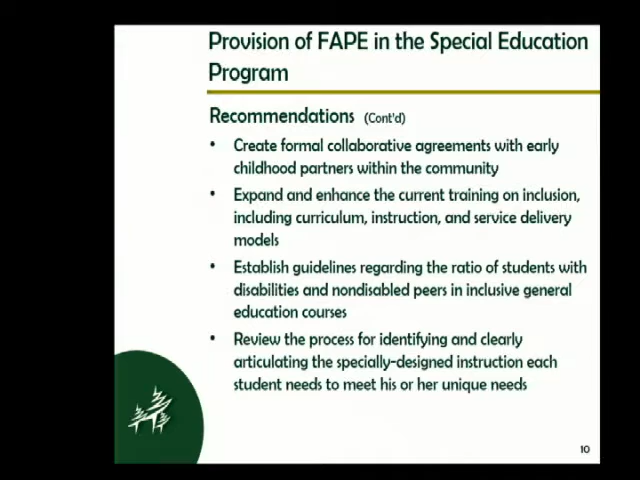 Provision of FAPE in the Special Education
Program
Recommendations (Cont'd)
• Create formal collaborative agreements with early
childhood partners within the community
• Expand and enhance the current training on inclusion,
including curriculum, instruction, and service delivery
models
• Establish guidelines regarding the ratio of students with
disabilities and nondisabled peers in inclusive general
education courses
• Review the process for identifying and clearly
articulating the specially-designed instruction each
student needs to meet his or her unique needs
10